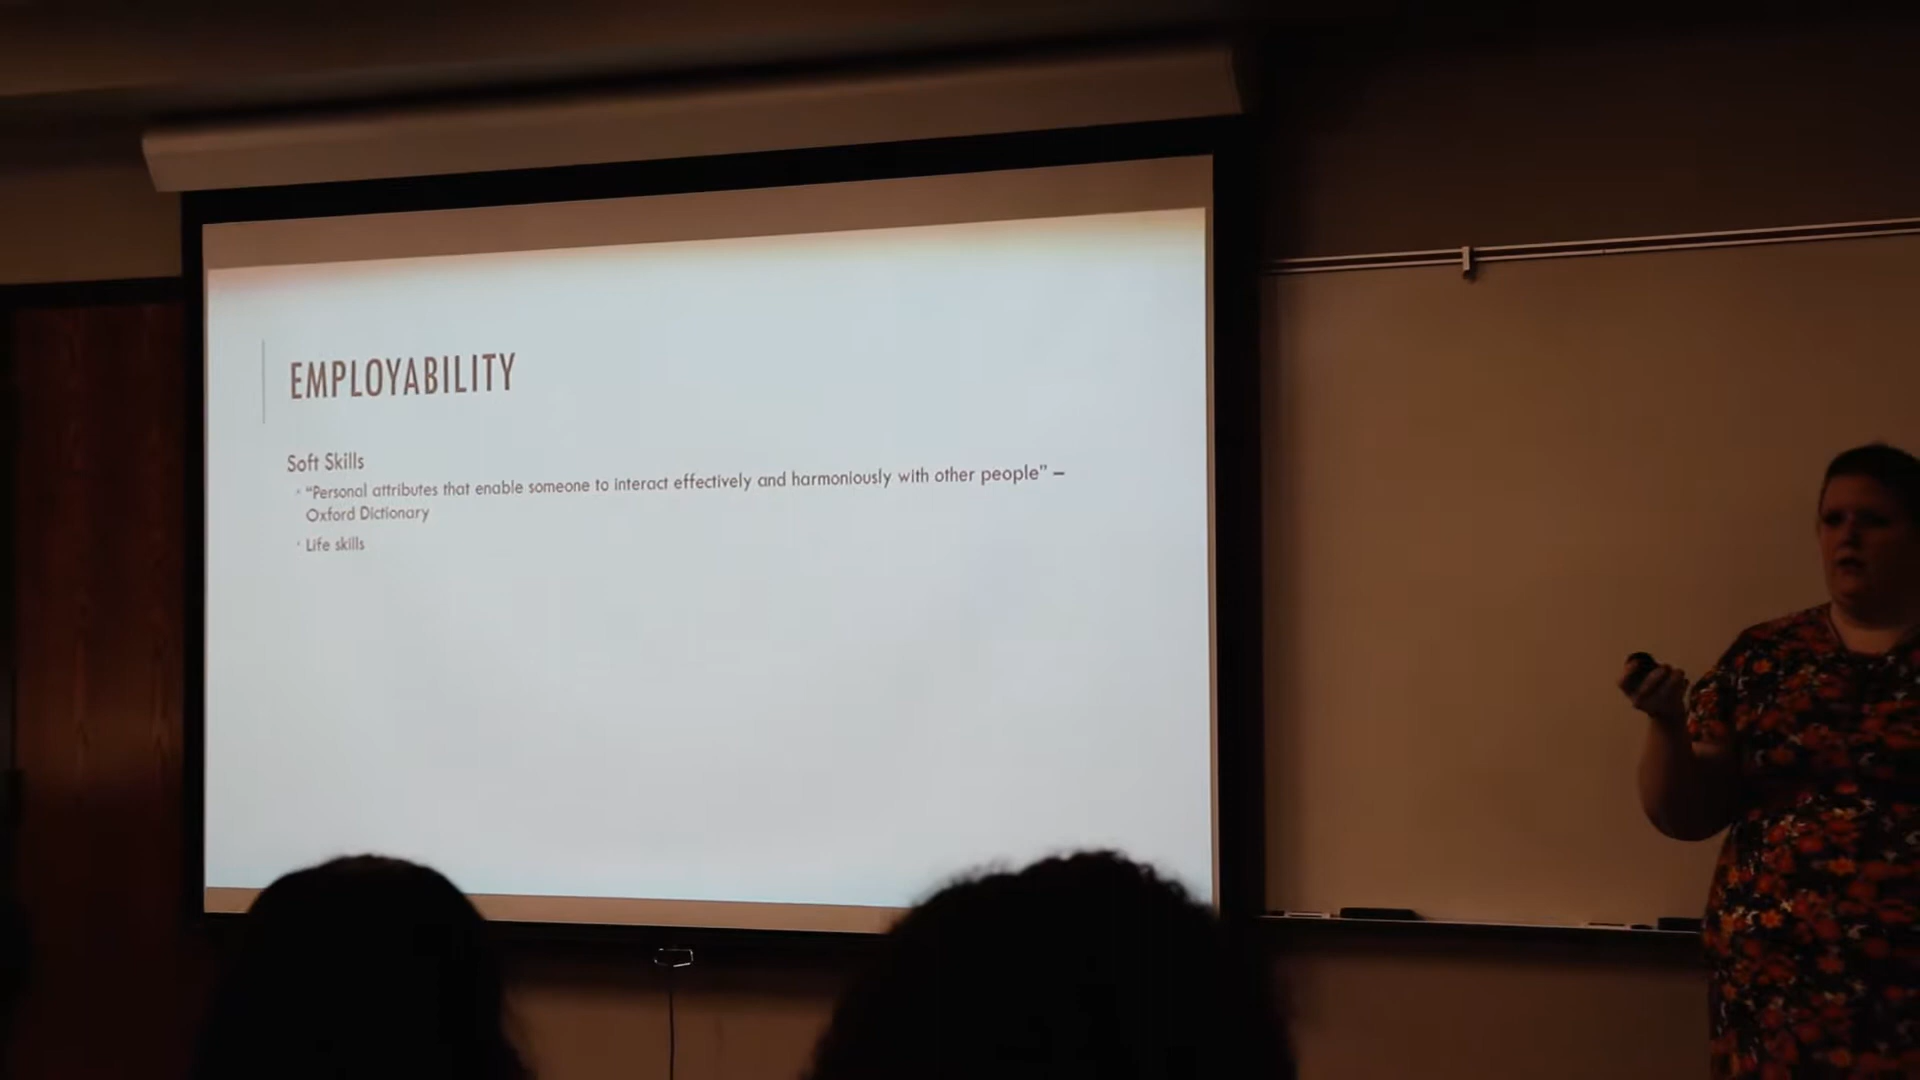 EMPLOYABILITY
Soft Skills
"Personal attributes that enable someone to interact effectively and harmoniously with other people" –
Oxford Dictionary
Life skills